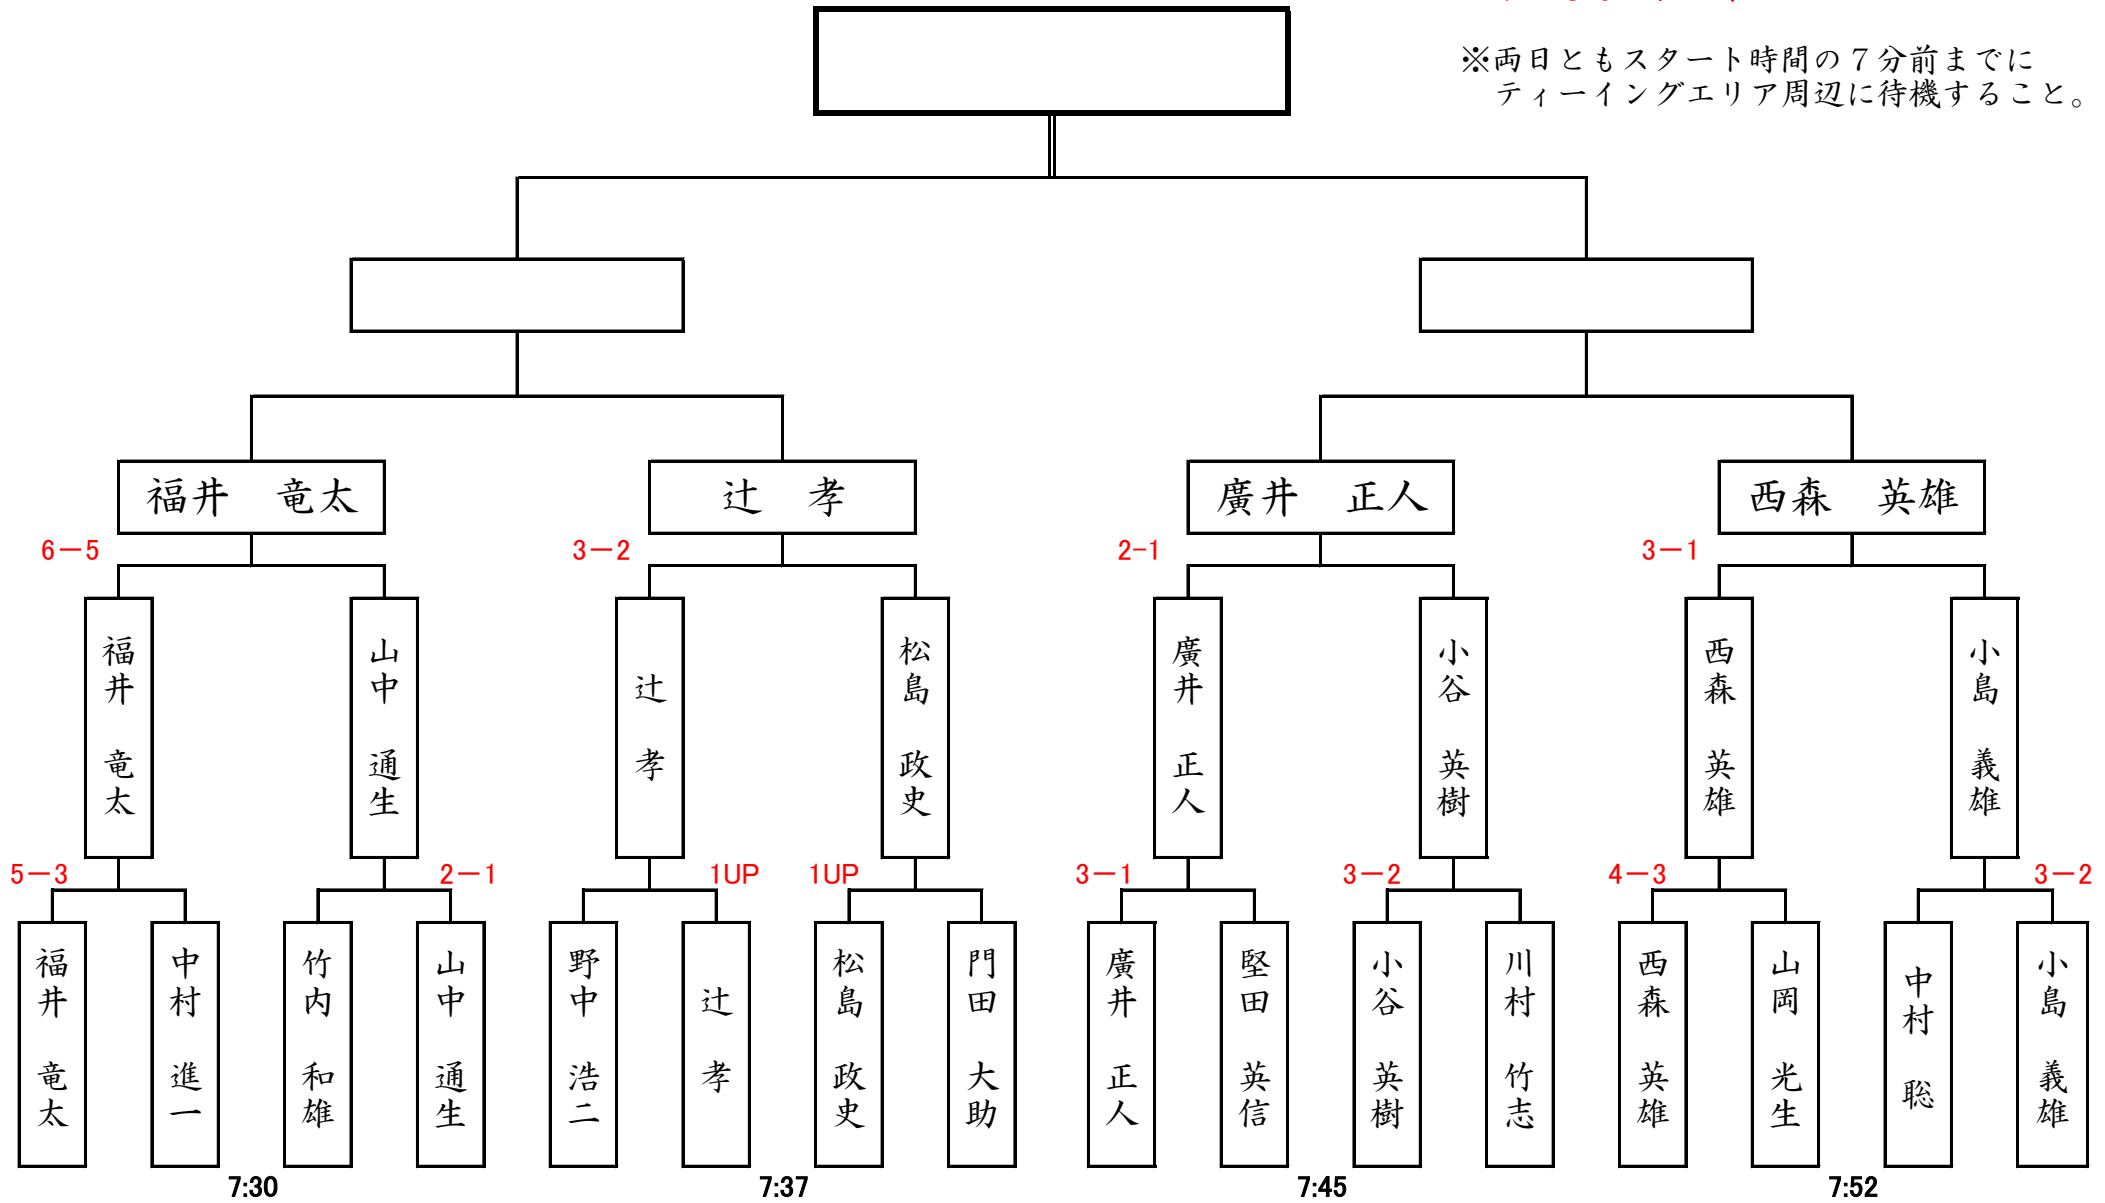 ※両日ともスタート時間の7分前までに
ティーイングエリア周辺に待機すること。
福井 竜太
辻 孝
廣井 正人
西森 英雄
6－5
3－2
2-1
3－1
福井 竜太
山中 通生
辻 孝
松島 政史
廣井 正人
小谷 英樹
西森 英雄
小島 義雄
5－3
2－1
1UP
1UP
3－1
3－2
4－3
3－2
福井 竜太
中村 進一
竹内 和雄
山中 通生
野中 浩二
辻 孝
松島 政史
門田 大助
廣井 正人
堅田 英信
小谷 英樹
川村 竹志
西森 英雄
山岡 光生
中村 聡
小島 義雄
7:30
7:37
7:45
7:52